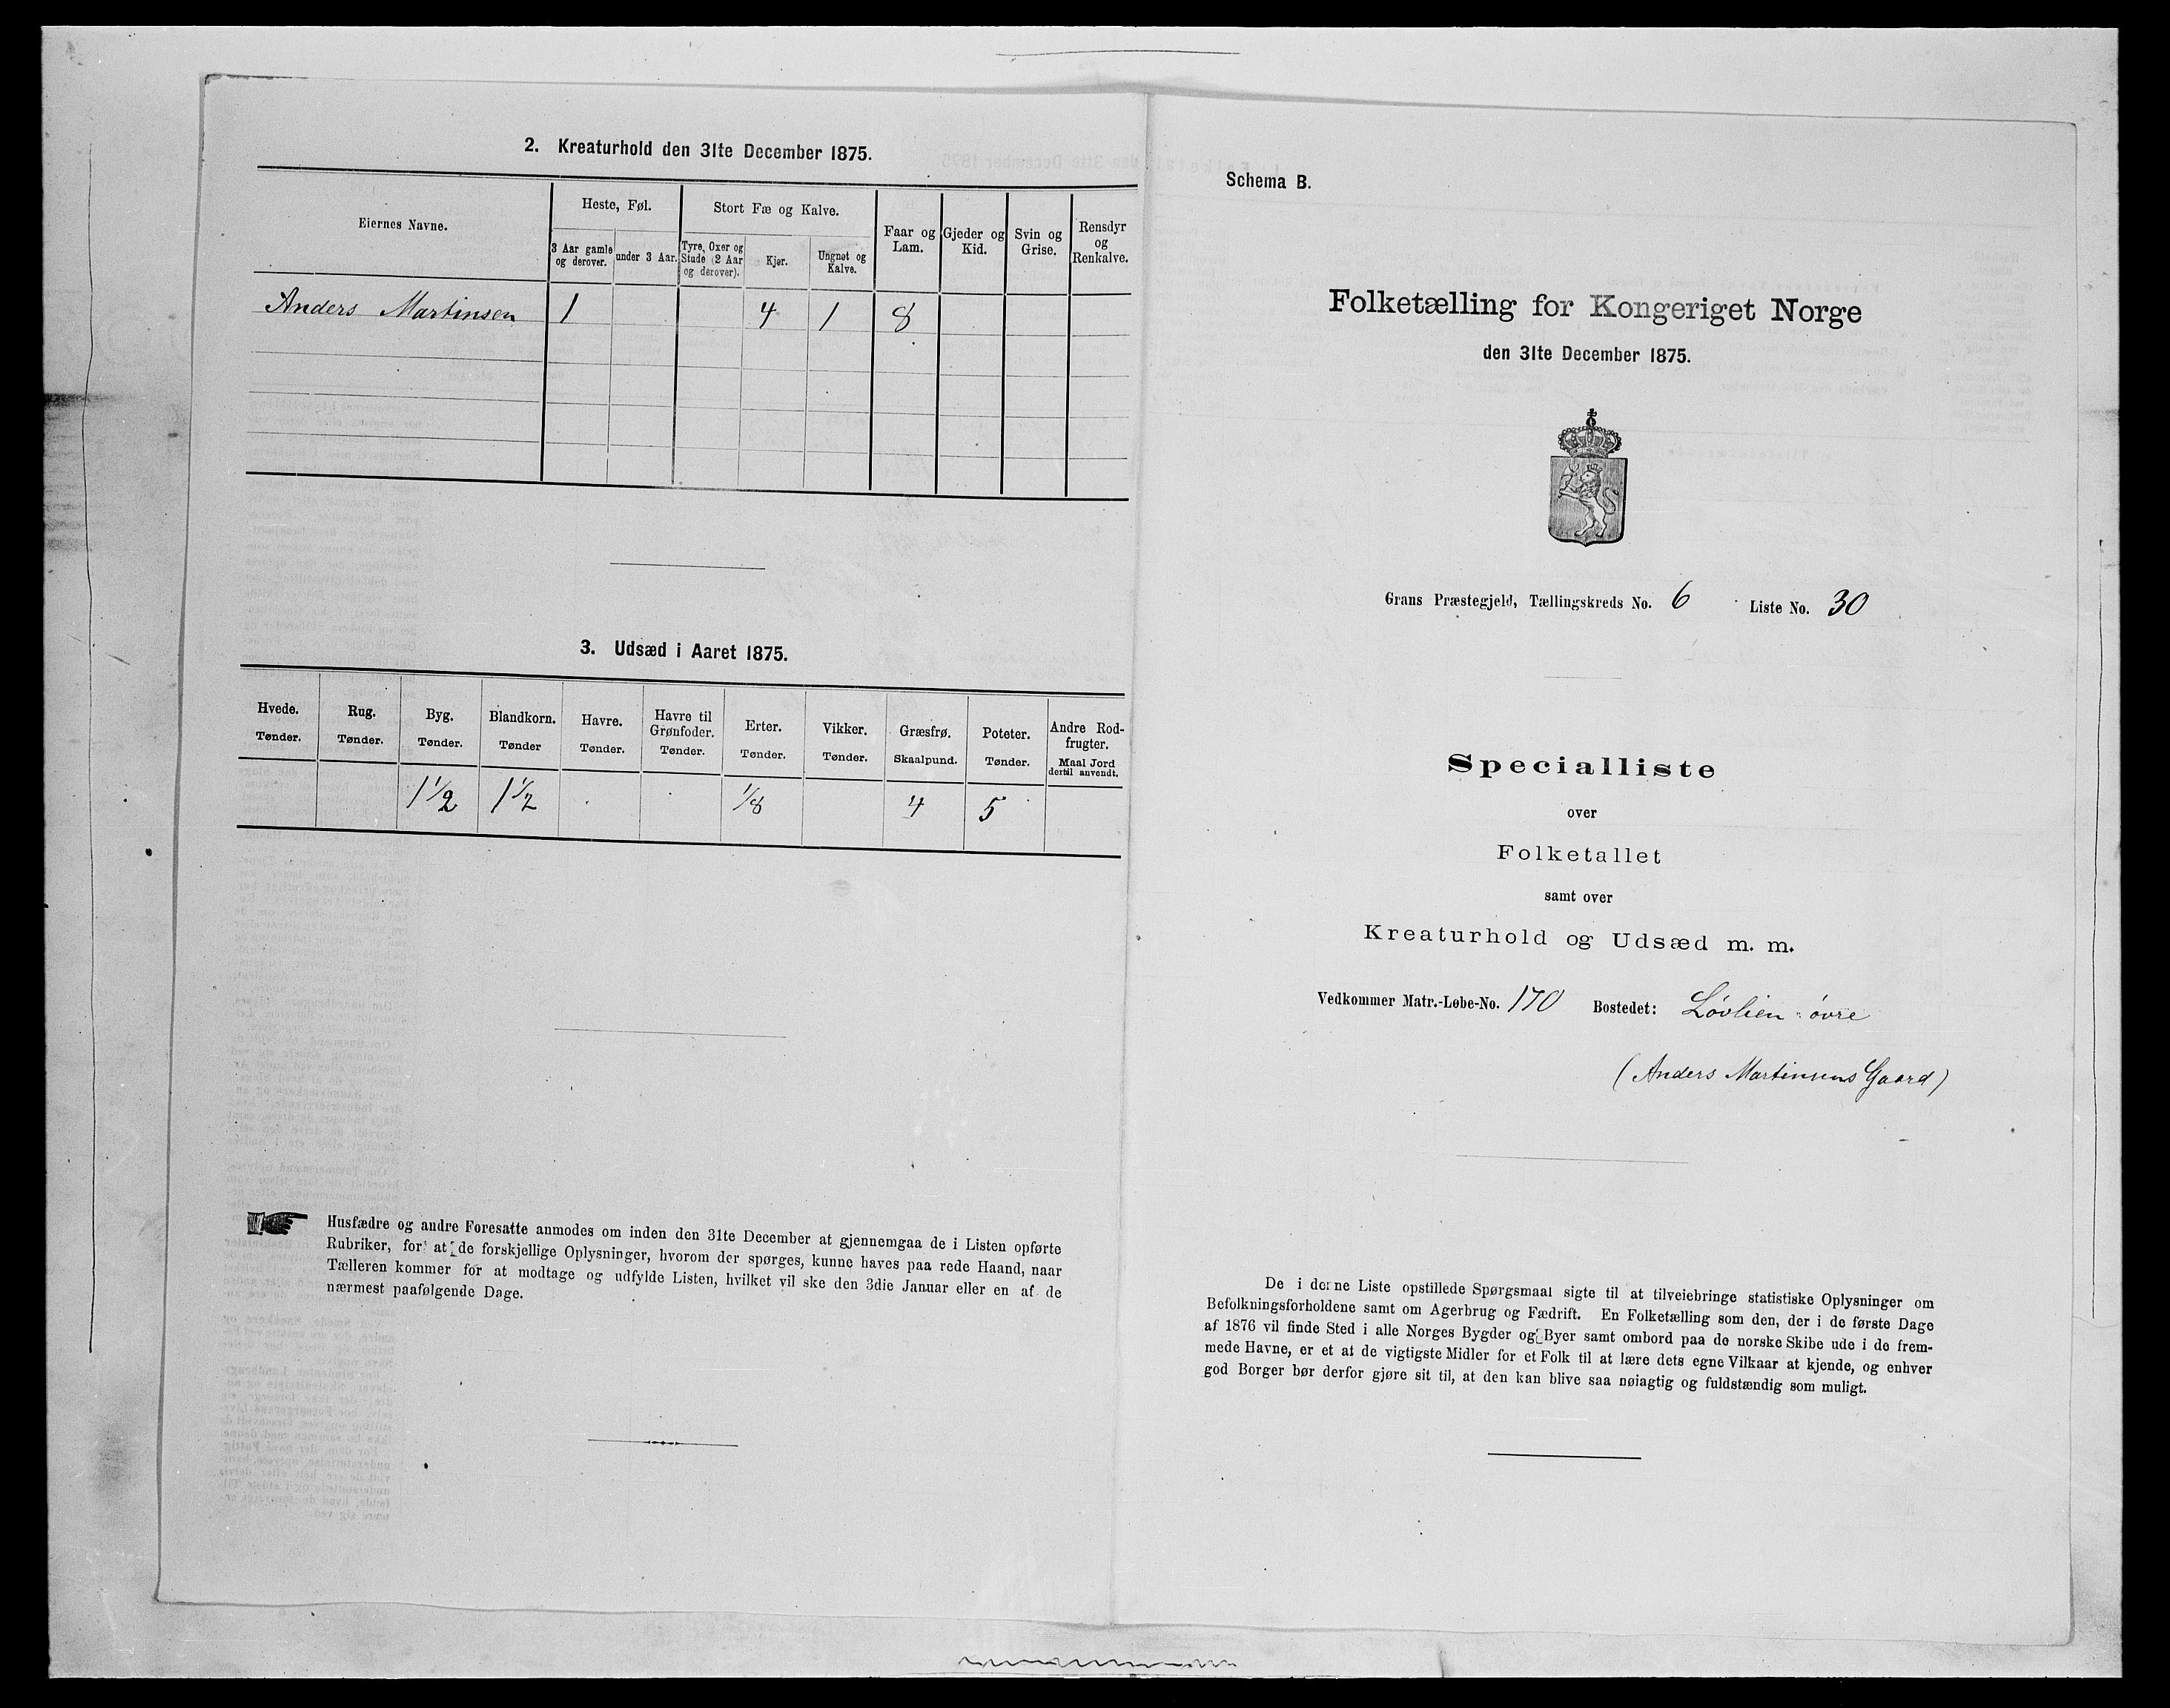 2. Kreaturhold den 31te December 1875.
Eiernes Navne.
Heste, Føl.
Stort Fæ og Kalve.
Faar og Lam.
Gjeder og Kid.
Svin og Grise.
Rensdyr og Renkalve.
3 Aar gamle og derover.
under 3 Aar.
Tyre, Oxer og Stude (2 Aar og derover).
Kjør.
Ungnøt og Kalve.
Anders Martinsen 1 4 1 8
3. Udsæd i Aaret 1875.
Hvede. Tønder.
Rug. Tønder.
Byg. Tønder.
Blandkorn. Tønder
Havre. Tønder.
Havre til Grønfoder. Tønder.
Erter. Tønder.
Vikker. Tønder.
Græsfrø. Skaalpund.
Poteter. Tønder.
Andre Rodfrugter. Maal Jord dertil anvendt.
1 1/2 1 1/2 1/8 4 5
Husfædre og andre Foresatte anmodes om inden den 31te December at gjennemgaa de i Listen opførte
Rubriker, for at de forskjellige Oplysninger, hvorom der spørges, kunne haves paa rede Haand, naar
Tælleren kommer for at modtage og udfylde Listen, hvilket vil ske den 3die Januar eller en af de
nærmest paafølgende Dage.
Schema B.
Folketælling for Kongeriget Norge
den 31te December 1875.
Grans Præstegjeld, Tællingskreds No. 6 Liste No. 30
Specialliste
over
Folketallet
samt over
Kreaturhold og Udsæd m. m.
Vedkommer Matr.-Løbe-No. 170 Bostedet: Lövlien övre
(Anders Martinsens Gaard)
De i denne Liste opstillede Spørgsmaal sigte til at tilveiebringe statistiske Oplysninger om
Befolkningsforholdene samt om Agerbrug og Fædrift. En Folketælling som den, der i de første Dage
af 1876 vil finde Sted i alle Norges Bygder og Byer samt ombord paa de norske Skibe ude i de frem-
mede Havne, er et at de vigtigste Midler for et Folk til at lære dets egne Vilkaar at kjende, og enhver
god Borger bør derfor gjøre sit til, at den kan blive saa nøiagtig og fuldstændig som muligt.